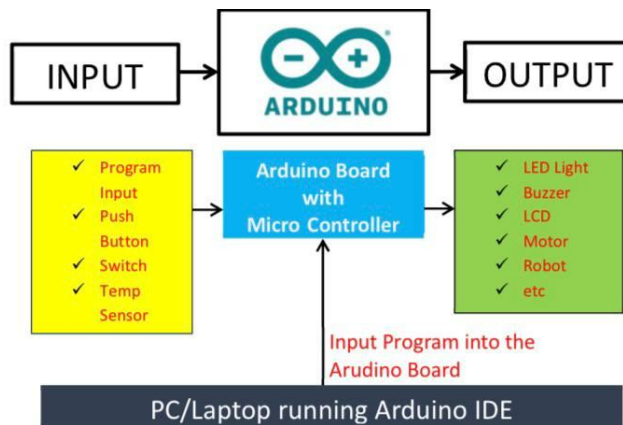 INPUT
ARDUINO
OUTPUT
✓ Program
Input
✓ Push
Button
✓ Switch
✓ Temp
Sensor
Arduino Board
with
Micro Controller
✓ LED Light
✓ Buzzer
✓ LCD
✓ Motor
✓ Robot
✓ etc
Input Program into the
Arudino Board
PC/Laptop running Arduino IDE